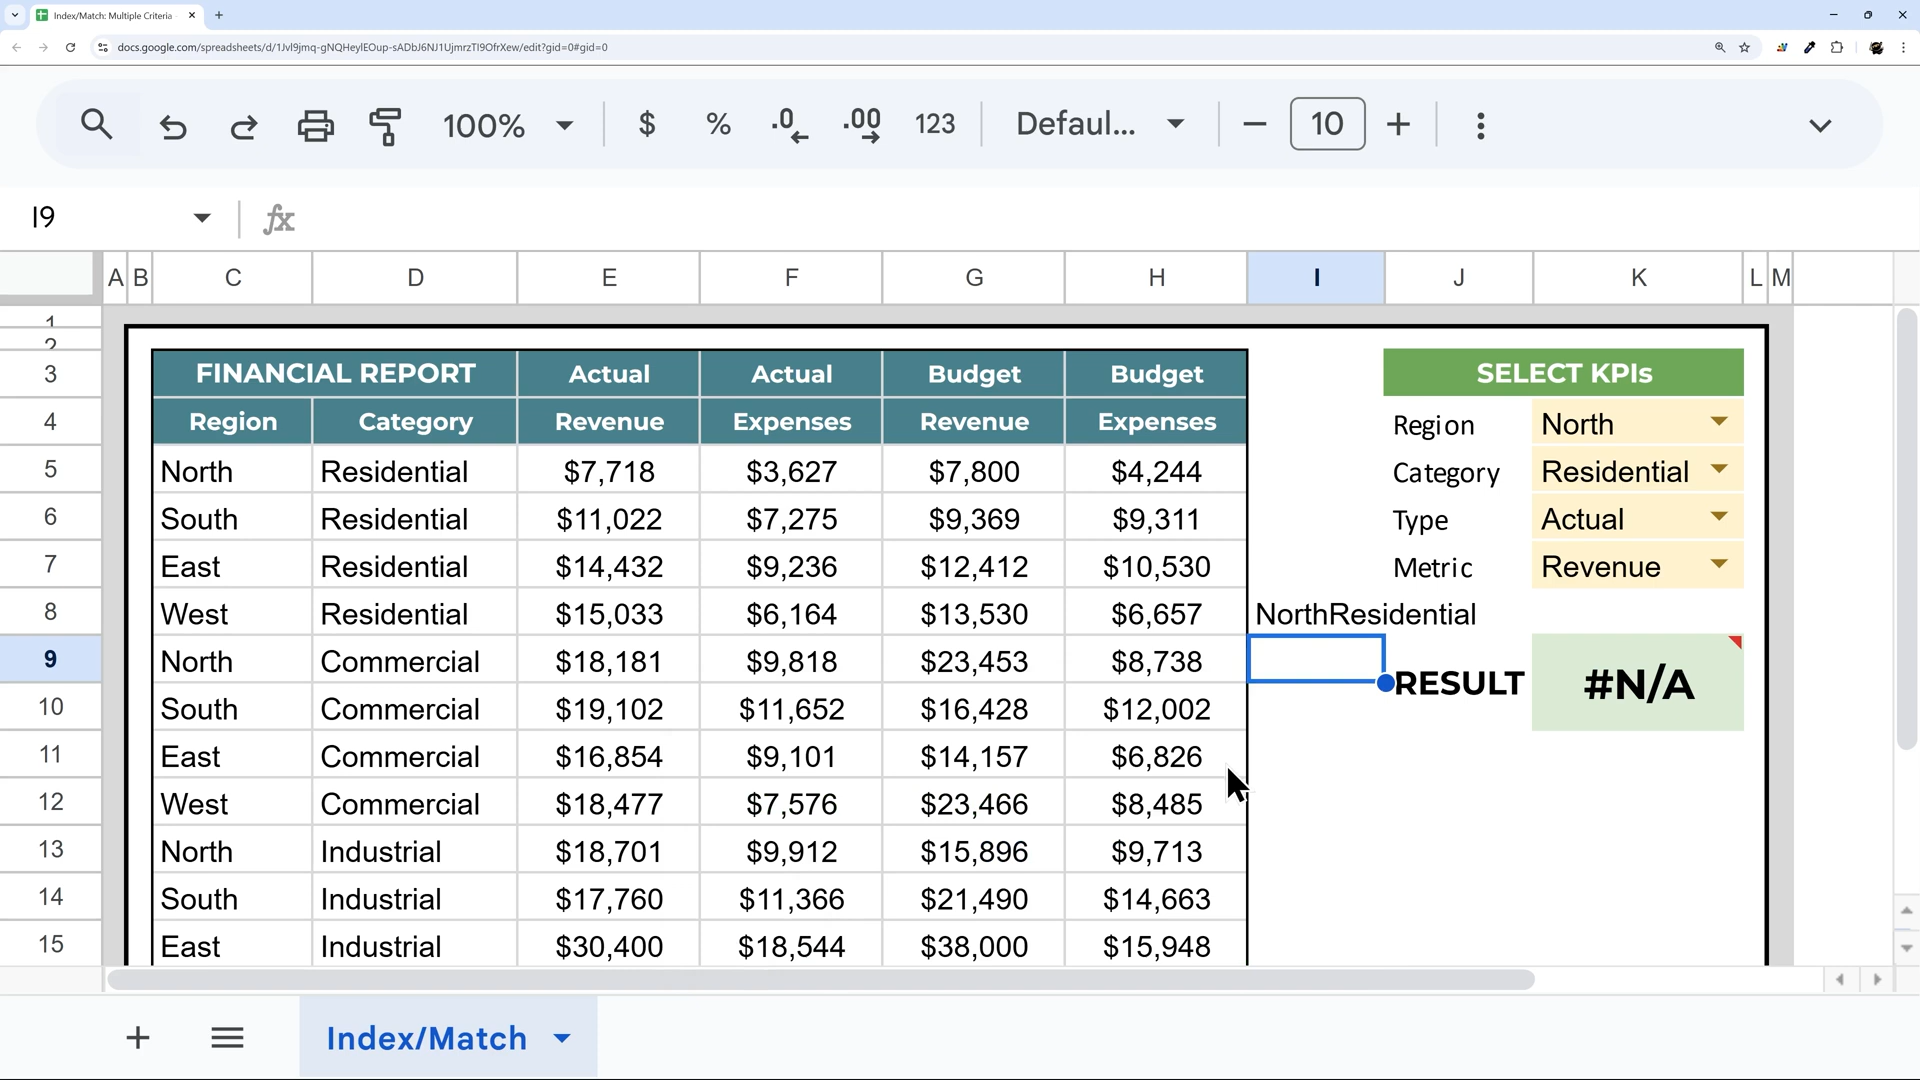 Index/Match: Multiple Criteria
docs.google.com/spreadsheets/d/1Jvl9jmq-gNQHeylEOup-sADbJ6NJ1UjmrzTI9OfrXew/edit?gid=0#gid=0
100% $ % .0 .00 123 Defaul... 10
I9 fx
A B C D E F G H I J K L M
1
2
3 FINANCIAL REPORT Actual Actual Budget Budget SELECT KPIs
4 Region Category Revenue Expenses Revenue Expenses Region North
5 North Residential $7,718 $3,627 $7,800 $4,244 Category Residential
6 South Residential $11,022 $7,275 $9,369 $9,311 Type Actual
7 East Residential $14,432 $9,236 $12,412 $10,530 Metric Revenue
8 West Residential $15,033 $6,164 $13,530 $6,657 NorthResidential
9 North Commercial $18,181 $9,818 $23,453 $8,738 RESULT #N/A
10 South Commercial $19,102 $11,652 $16,428 $12,002
11 East Commercial $16,854 $9,101 $14,157 $6,826
12 West Commercial $18,477 $7,576 $23,466 $8,485
13 North Industrial $18,701 $9,912 $15,896 $9,713
14 South Industrial $17,760 $11,366 $21,490 $14,663
15 East Industrial $30,400 $18,544 $38,000 $15,948
Index/Match